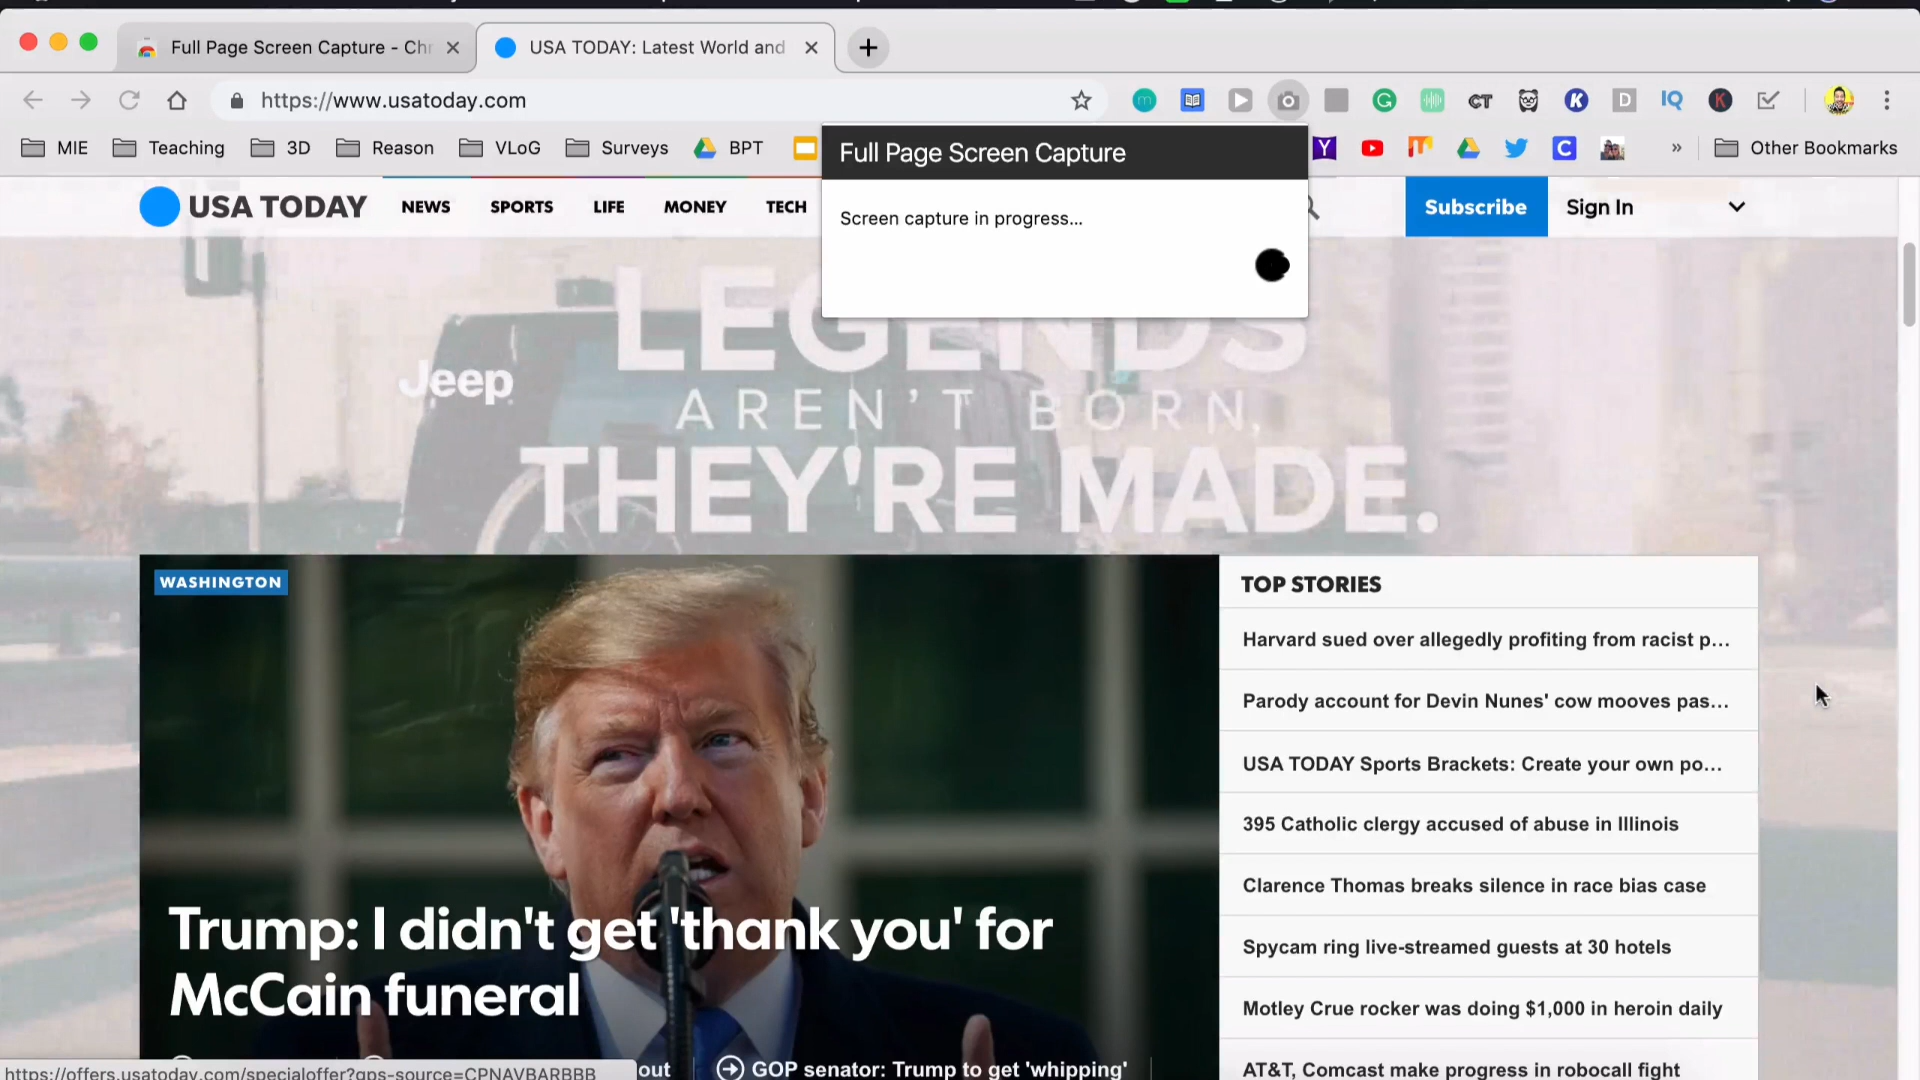 Full Page Screen Capture - Chr
USA TODAY: Latest World and
https://www.usatoday.com
MIE
Teaching
3D
Reason
VLoG
Surveys
BPT
Other Bookmarks
Full Page Screen Capture
Screen capture in progress...
USA TODAY
NEWS
SPORTS
LIFE
MONEY
TECH
Subscribe
Sign In
Jeep
LEGENDS
AREN'T BORN,
THEY'RE MADE.
WASHINGTON
Trump: I didn't get 'thank you' for
McCain funeral
out
GOP senator: Trump to get 'whipping'
TOP STORIES
Harvard sued over allegedly profiting from racist p...
Parody account for Devin Nunes' cow mooves pas...
USA TODAY Sports Brackets: Create your own po...
395 Catholic clergy accused of abuse in Illinois
Clarence Thomas breaks silence in race bias case
Spycam ring live-streamed guests at 30 hotels
Motley Crue rocker was doing $1,000 in heroin daily
AT&T, Comcast make progress in robocall fight
https://offers.usatoday.com/specialoffer?gps-source=CPNAVBARBBB